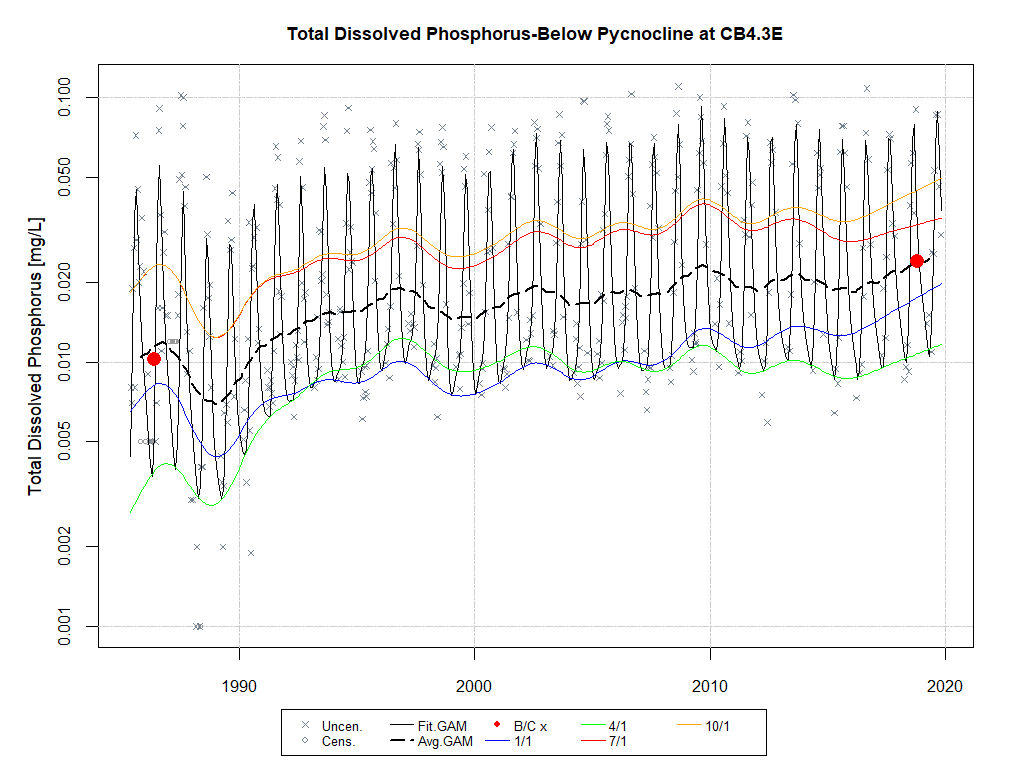 Total Dissolved Phosphorus-Below Pycnocline at CB4.3E
Total Dissolved Phosphorus [mg/L]
0.100
0.050
0.020
0.010
0.005
0.002
0.001
1990
2000
2010
2020
Uncen. Fit.GAM B/C x 4/1 10/1
Cens. Avg.GAM 1/1 7/1